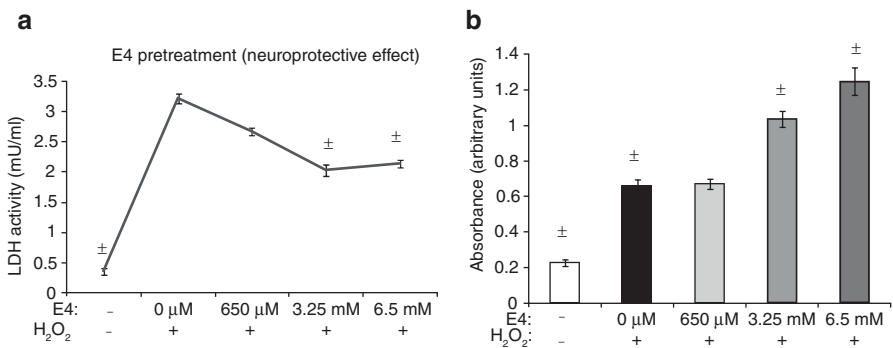 a
E4 pretreatment (neuroprotective effect)
LDH activity (mU/ml)
3.5
3
2.5
2
1.5
1
0.5
0
±
±
±
E4: – 0 μM 650 μM 3.25 mM 6.5 mM
H₂O₂ – + + + +
b
Absorbance (arbitrary units)
1.4
1.2
1
0.8
0.6
0.4
0.2
0
±
±
±
±
E4: – 0 μM 650 μM 3.25 mM 6.5 mM
H₂O₂: – + + + +